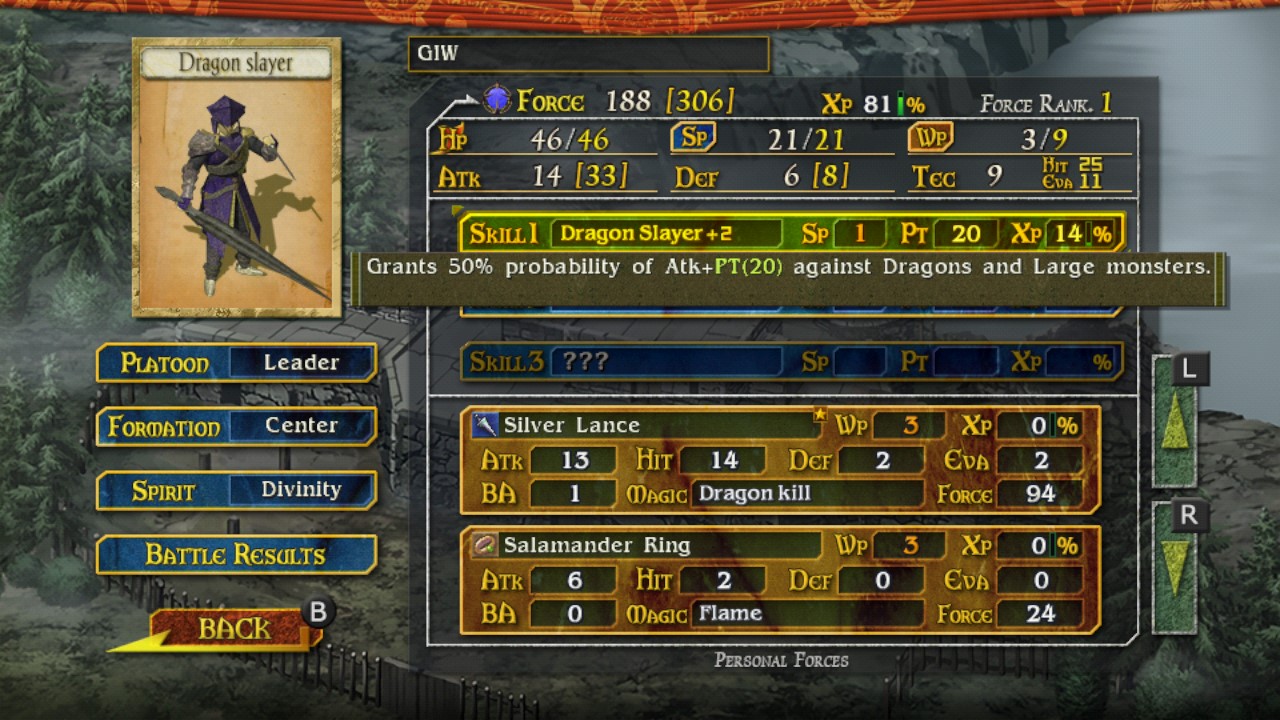 Dragon slayer
GIW
Force 188 [306] Xp 81% Force Rank. 1
Hp 46/46 Sp 21/21 Wp 3/9
Atk 14 [33] Def 6 [8] Tec 9 Hit 25 Eva 11
Skill1 Dragon Slayer+2 Sp 1 Pt 20 Xp 14%
Grants 50% probability of Atk+PT(20) against Dragons and Large monsters.
Skill3 ??? Sp Pt Xp %
Platoon Leader
Formation Center
Spirit Divinity
Battle Results
Back B
Silver Lance Wp 3 Xp 0%
Atk 13 Hit 14 Def 2 Eva 2
BA 1 Magic Dragon kill Force 94
Salamander Ring Wp 3 Xp 0%
Atk 6 Hit 2 Def 0 Eva 0
BA 0 Magic Flame Force 24
Personal Forces
L
R